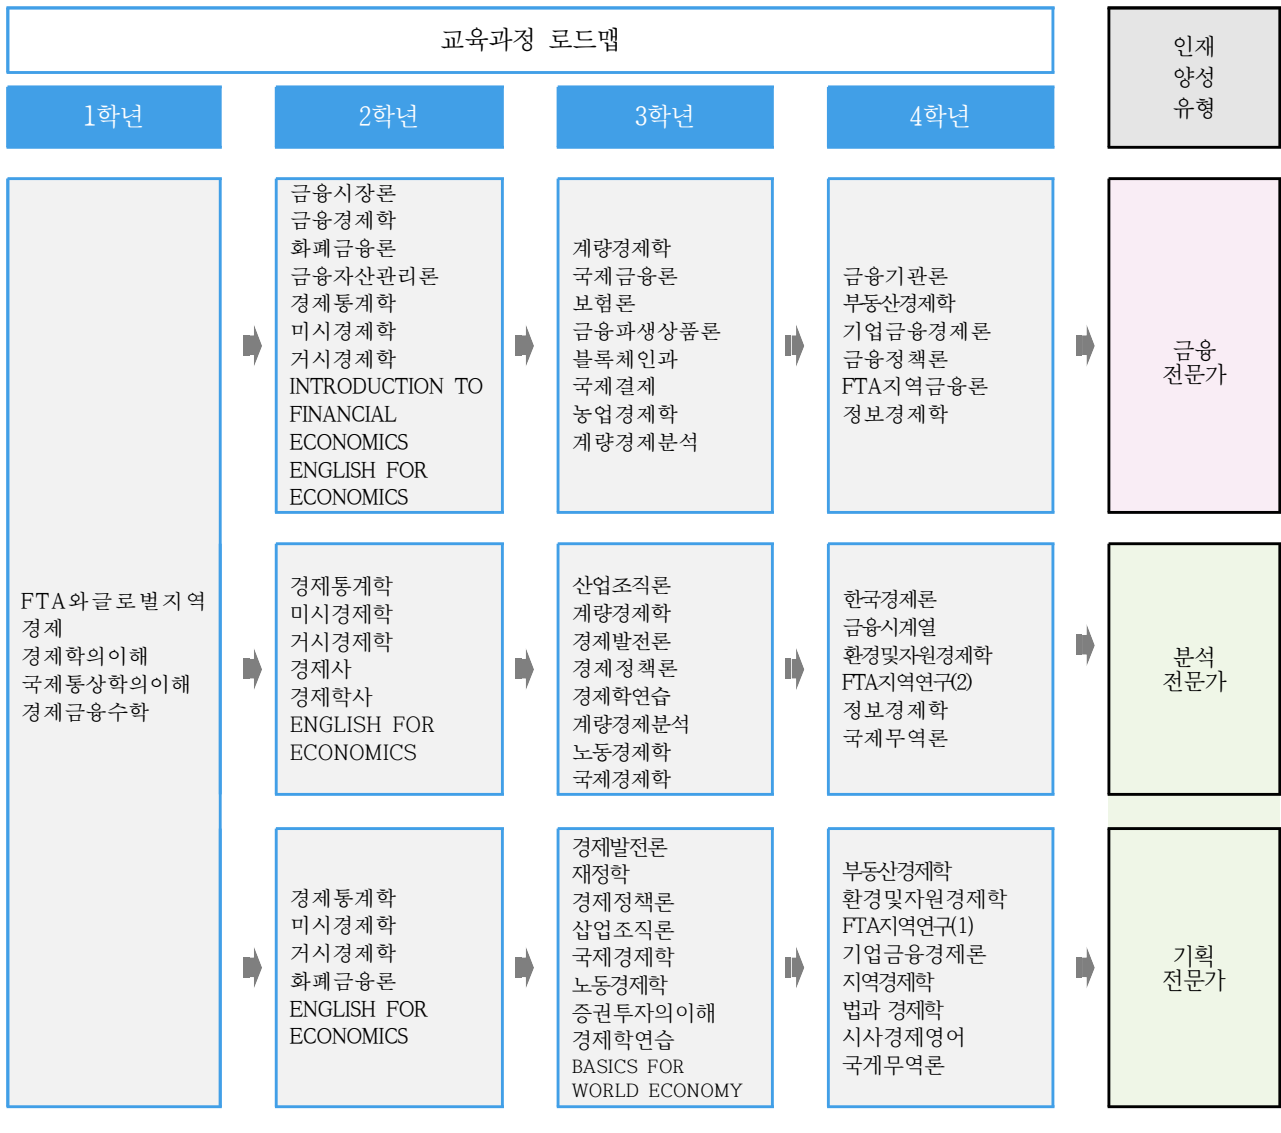 교육과정 로드맵
인재
양성
유형
1학년
2학년
3학년
4학년
FTA와글로벌지역
경제
경제학의이해
국제통상학의이해
경제금융수학
금융시장론
금융경제학
화폐금융론
금융자산관리론
경제통계학
미시경제학
거시경제학
INTRODUCTION TO
FINANCIAL
ECONOMICS
ENGLISH FOR
ECONOMICS
계량경제학
국제금융론
보험론
금융파생상품론
블록체인과
국제결제
농업경제학
계량경제분석
금융기관론
부동산경제학
기업금융경제론
금융정책론
FTA지역금융론
정보경제학
금융
전문가
경제통계학
미시경제학
거시경제학
경제사
경제학사
ENGLISH FOR
ECONOMICS
산업조직론
계량경제학
경제발전론
경제정책론
경제학연습
계량경제분석
노동경제학
국제경제학
한국경제론
금융시계열
환경및자원경제학
FTA지역연구(2)
정보경제학
국제무역론
분석
전문가
경제통계학
미시경제학
거시경제학
화폐금융론
ENGLISH FOR
ECONOMICS
경제발전론
재정학
경제정책론
삽업조직론
국제경제학
노동경제학
증권투자의이해
경제학연습
BASICS FOR
WORLD ECONOMY
부동산경제학
환경및자원경제학
FTA지역연구(1)
기업금융경제론
지역경제학
법과 경제학
시사경제영어
국게무역론
기획
전문가